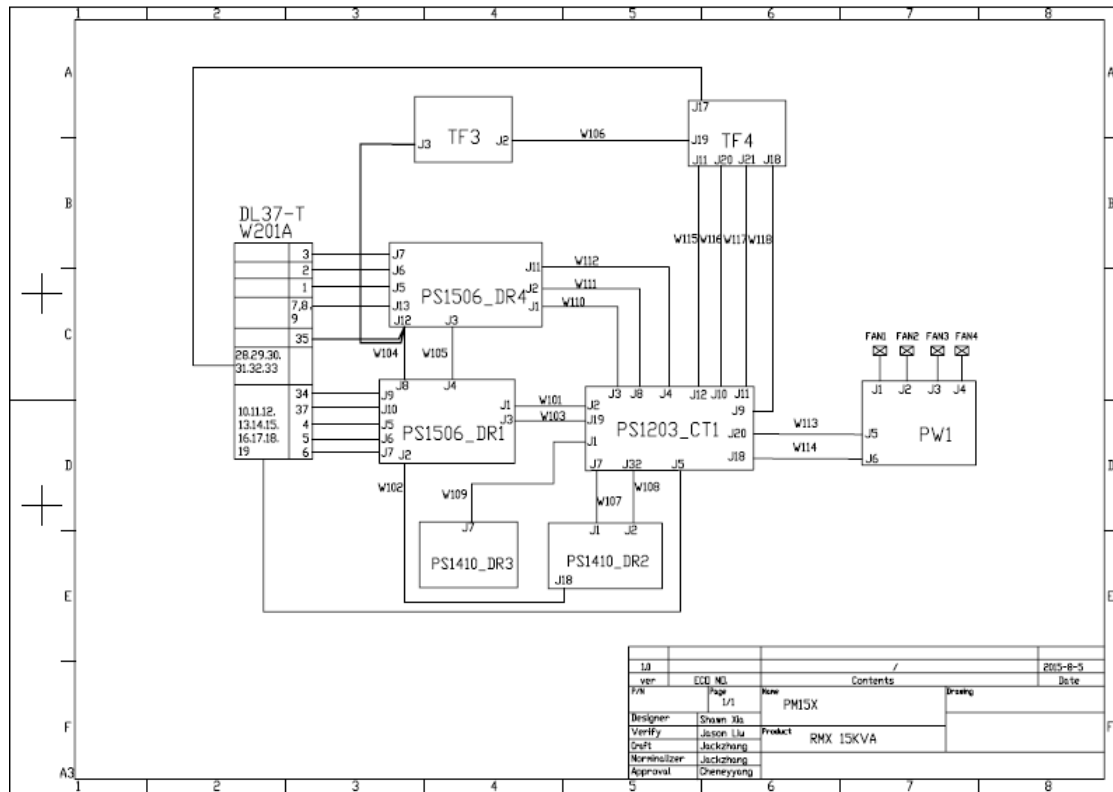 1 2 3 4 5 6 7 8
A A
J17
TF3
J3 J2 W106 J19 TF4
J11 J20 J21 J18
B B
DL37-T
W201A
W115 W116 W117 W118
3 J7
2 J6 J11 W112
1 J5 PS1506_DR4 J2 W111
7,8, J13 J1 W110
9
J12 J3
C C
35
W104 W105
FAN1 FAN2 FAN3 FAN4
28.29.30.
31.32.33
J8 J4
J3 J8 J4 J12 J10 J11
J1 J2 J3 J4
34 J9
37 J10 J1 W101 J2 J9
10.11.12.
13.14.15. 4 J5 PS1506_DR1 J3 W103 J19 PS1203_CT1 J20 W113 J5 PW1
16.17.18. 5 J6 J1
19 6 J7 J2 J7 J32 J5 J18 W114 J6
D D
W102 W109 W107 W108
J7 J1 J2
PS1410_DR3 PS1410_DR2
J18
E E
1.0 / 2015-8-5
ver ECO NO. Contents Date
P/N Page Name Drawing
1/1 PM15X
Designer Shawn Xia
Verify Jason Liu Product RMX 15KVA
Craft Jackzhang
Norminalizer Jackzhang
Approval Cheneyyang
F F
A3
1 2 3 4 5 6 7 8